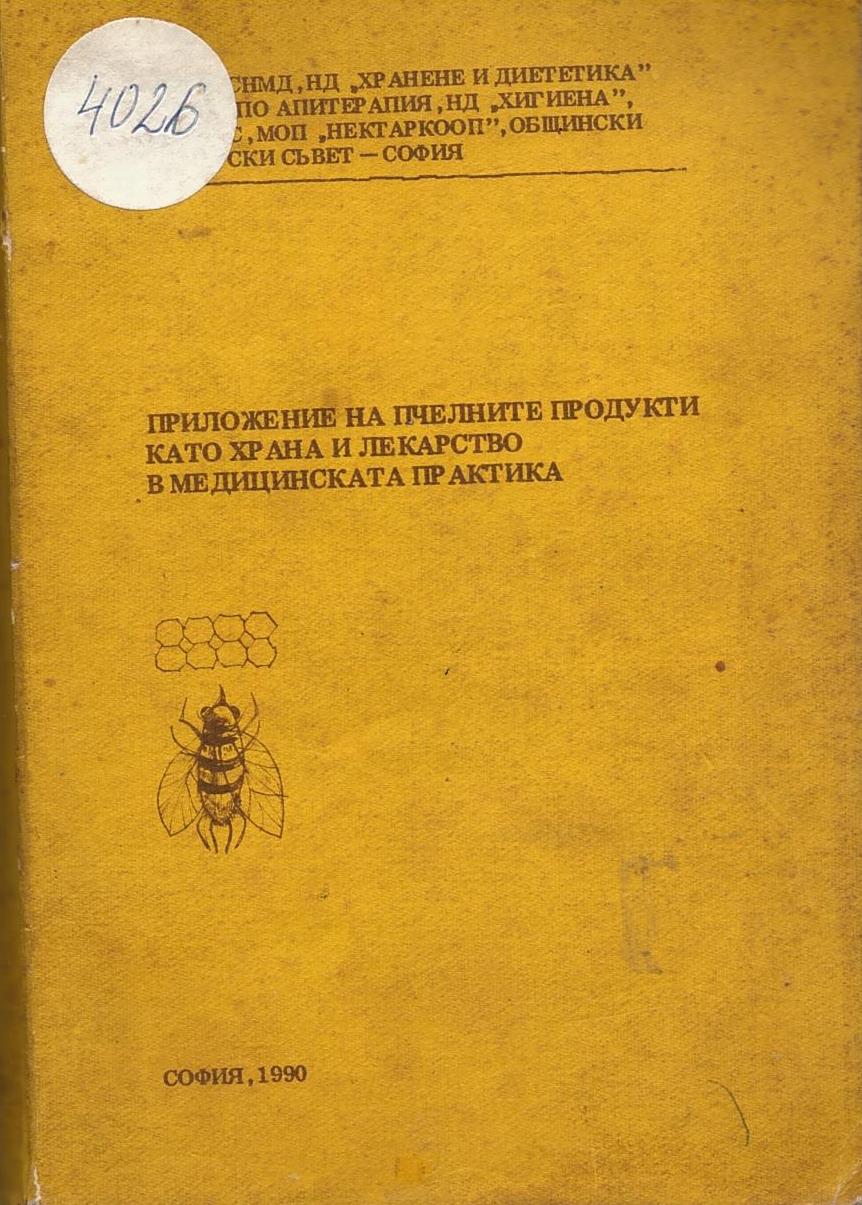 4026
СНМД, НД „ХРАНЕНЕ И ДИЕТЕТИКА”
ПО АПИТЕРАПИЯ, НД „ХИГИЕНА”,
С, МОП „НЕКТАРКООП”, ОБЩИНСКИ
СКИ СЪВЕТ — СОФИЯ
ПРИЛОЖЕНИЕ НА ПЧЕЛНИТЕ ПРОДУКТИ
КАТО ХРАНА И ЛЕКАРСТВО
В МЕДИЦИНСКАТА ПРАКТИКА
СОФИЯ, 1990